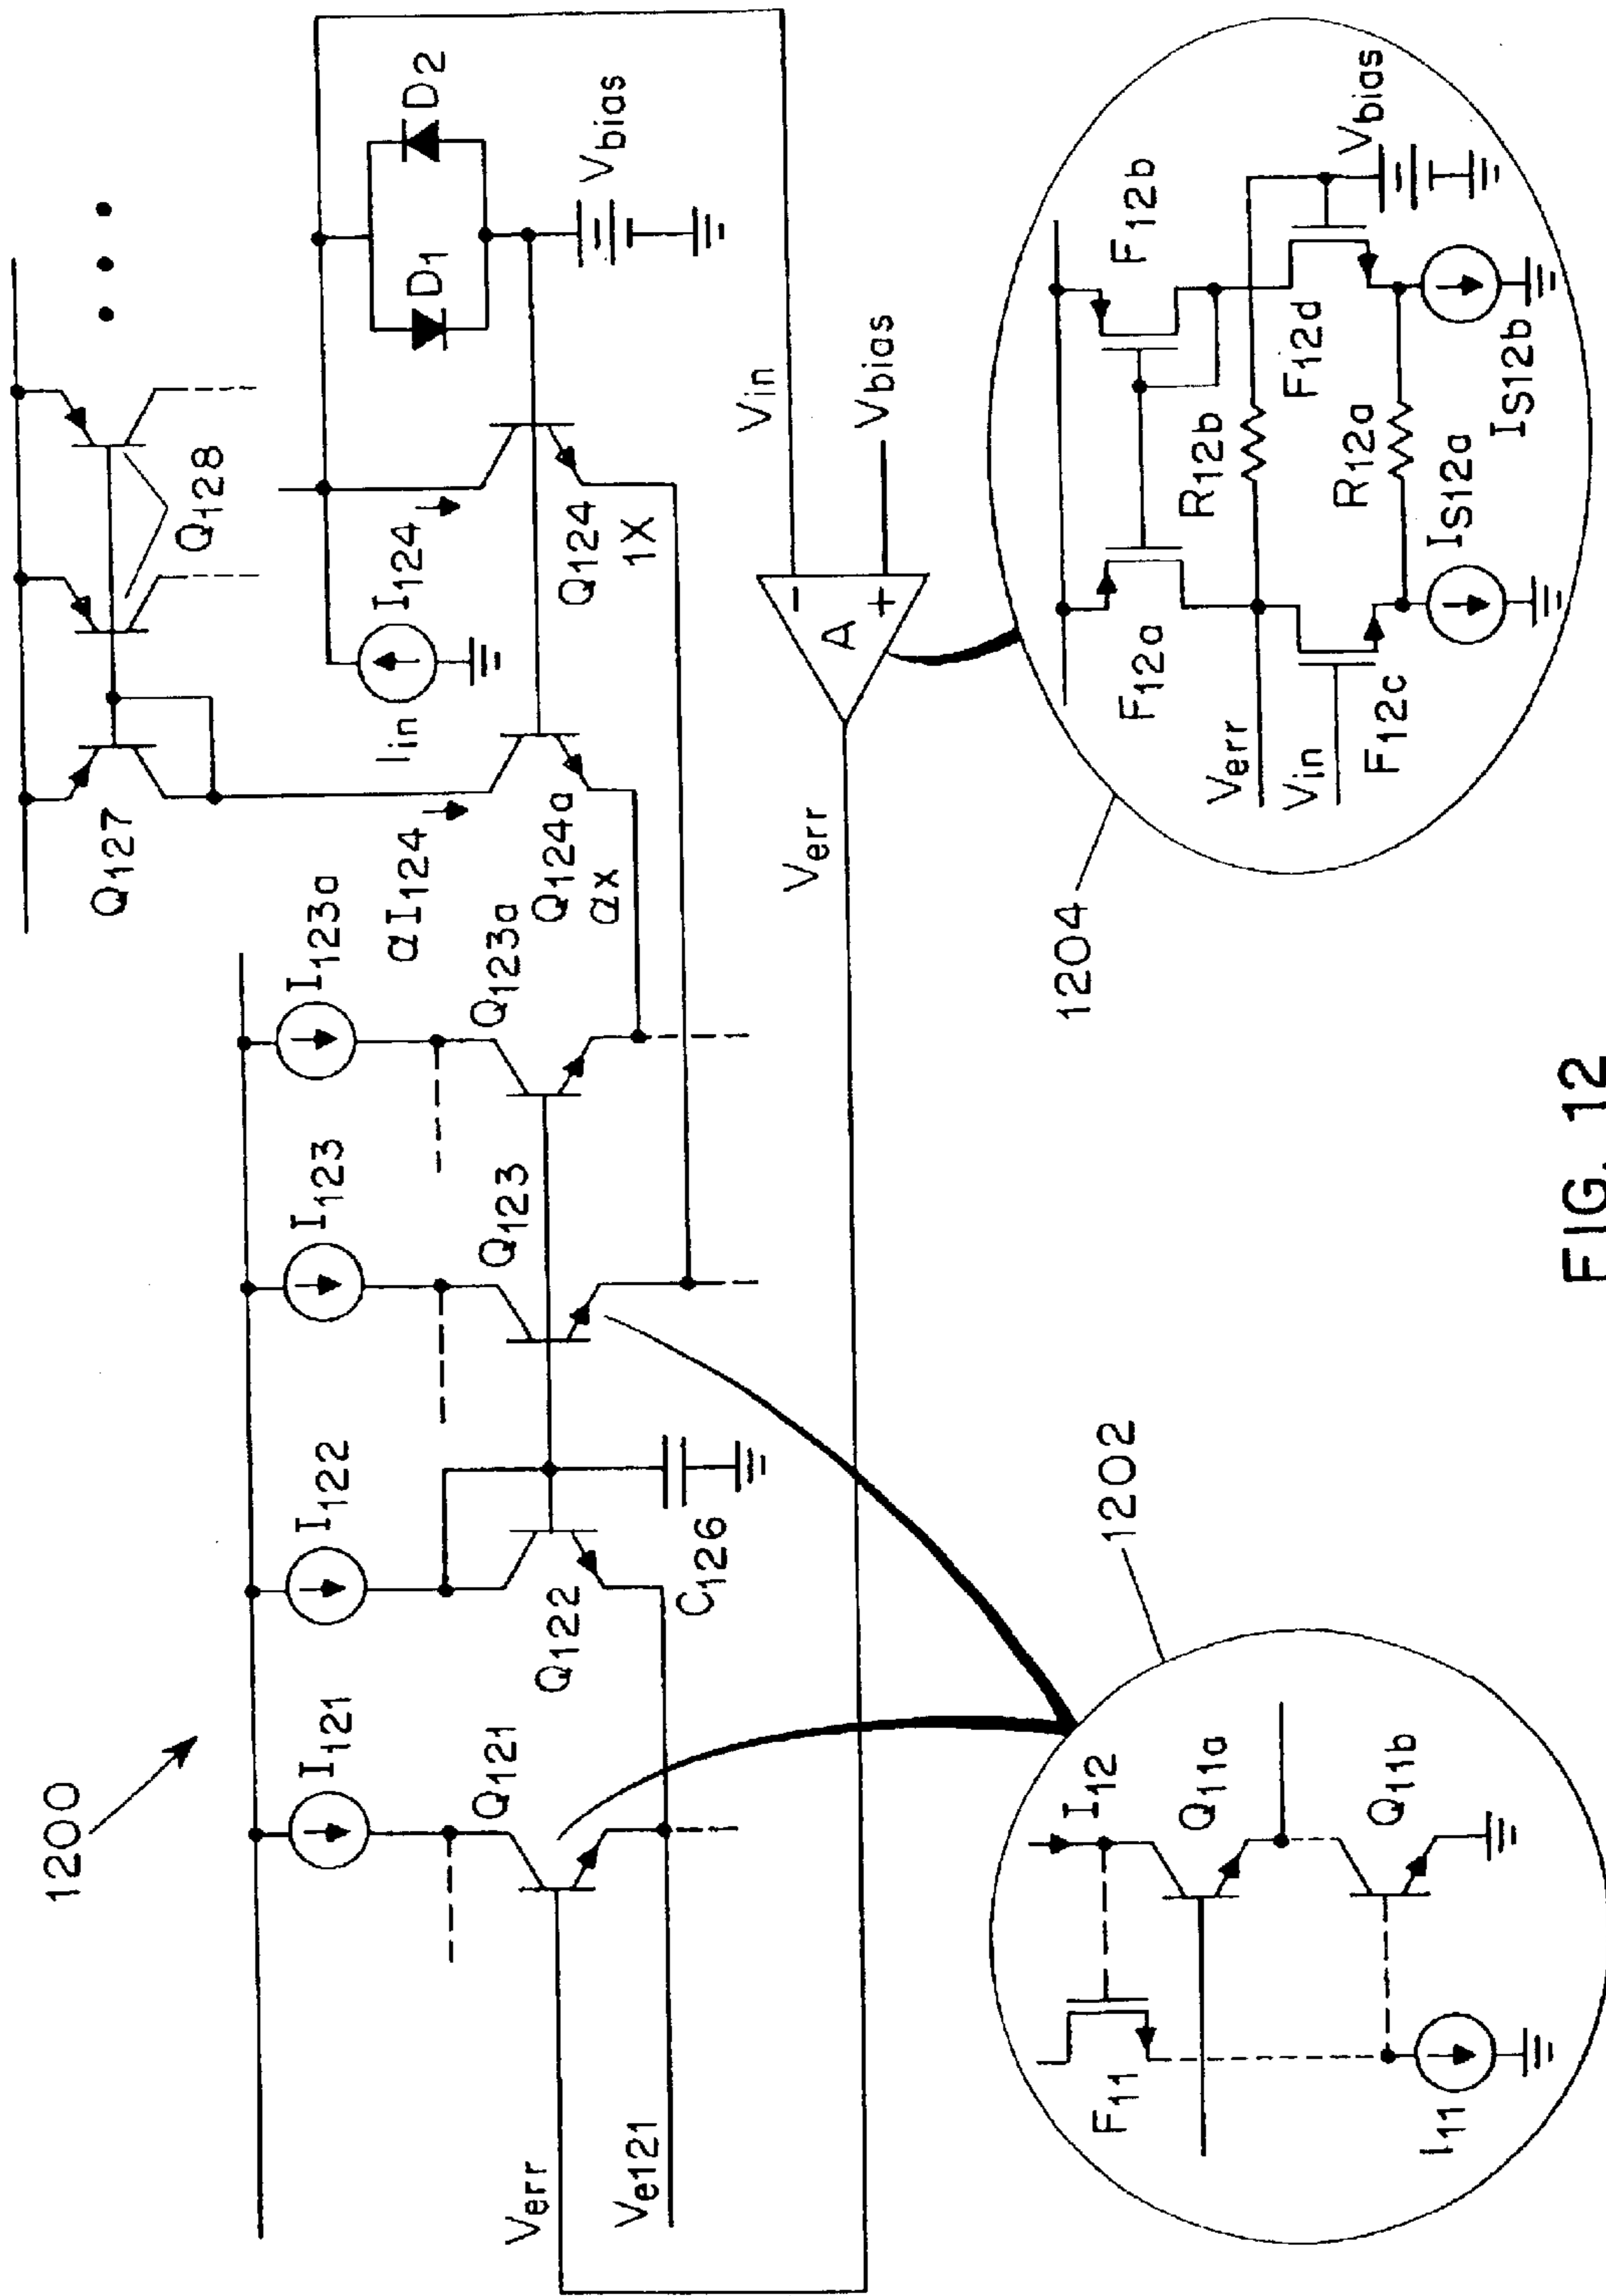 1200
I121
I122
I123
I123a
Q127
Q128
• • •
Q121
Q122
Q123
Q123a
C126
αI124
Q124a
αX
Iin
I124
Q124
1X
D1
D2
Vbias
Verr
Ve121
Verr
A
-
+
Vin
Vbias
1202
F11
I12
Q11a
Q11b
I11
1204
F12a
F12b
Verr
R12b
Vin
F12c
F12d
R12a
Vbias
IS12a
IS12b
FIG. 12